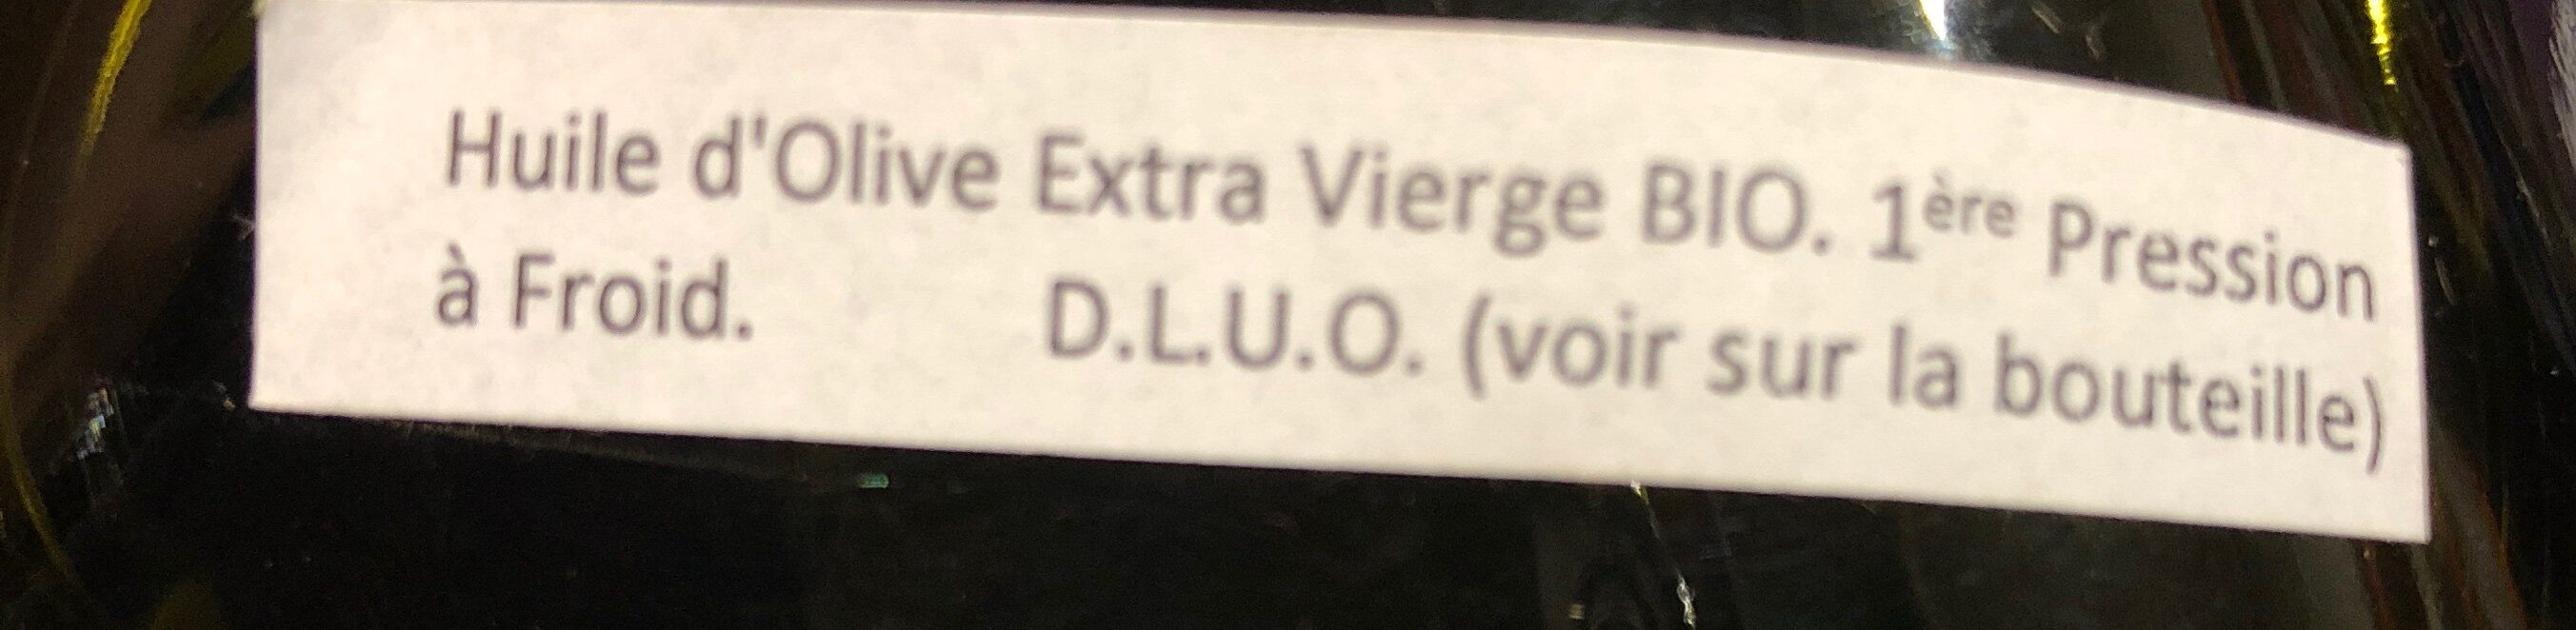 Huile d'Olive Extra Vierge BIO. 1ère Pression
à Froid. D.L.U.O. (voir sur la bouteille)